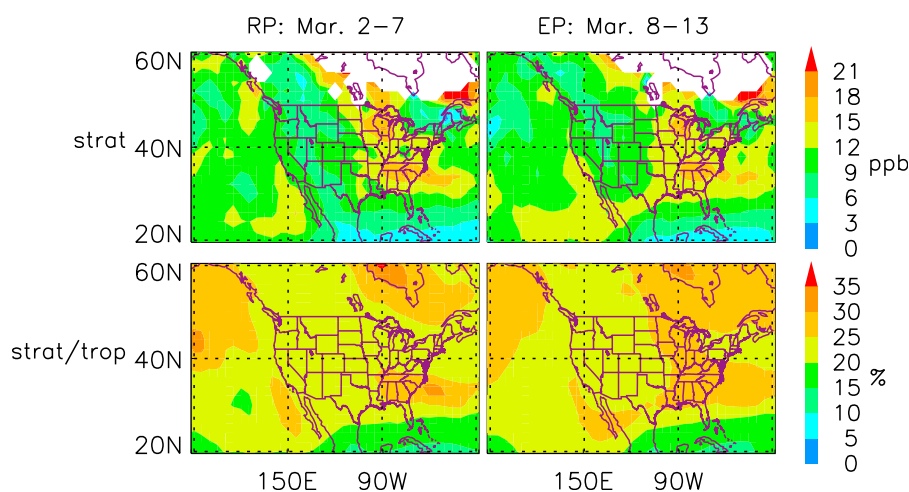 RP: Mar. 2-7
EP: Mar. 8-13
60N
strat
40N
20N
21
18
15
12
9
6
3
0
ppb
60N
strat/trop
40N
20N
35
30
25
20
15
10
5
0
%
150E
90W
150E
90W